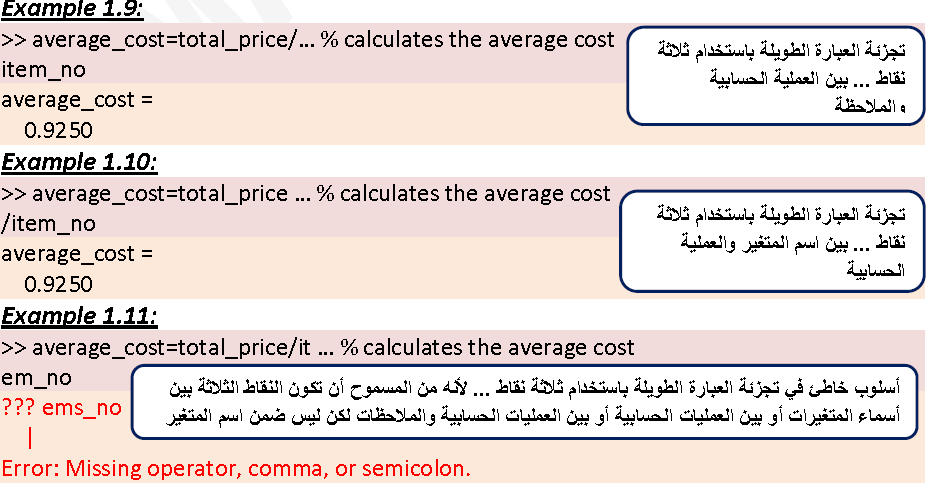 Example 1.9:
>> average_cost=total_price/... % calculates the average cost
item_no
average_cost =
0.9250
تجزئة العبارة الطويلة باستخدام ثلاثة
نقاط ... بين العملية الحسابية
والملاحظة
Example 1.10:
>> average_cost=total_price ... % calculates the average cost
/item_no
average_cost =
0.9250
تجزئة العبارة الطويلة باستخدام ثلاثة
نقاط ... بين اسم المتغير والعملية
الحسابية
Example 1.11:
>> average_cost=total_price/it ... % calculates the average cost
em_no
??? ems_no
|
Error: Missing operator, comma, or semicolon.
أسلوب خاطئ في تجزئة العبارة الطويلة باستخدام ثلاثة نقاط ... لأنه من المسموح أن تكون النقاط الثلاثة بين
أسماء المتغيرات أو بين العمليات الحسابية أو بين العمليات الحسابية والملاحظات لكن ليس ضمن اسم المتغير